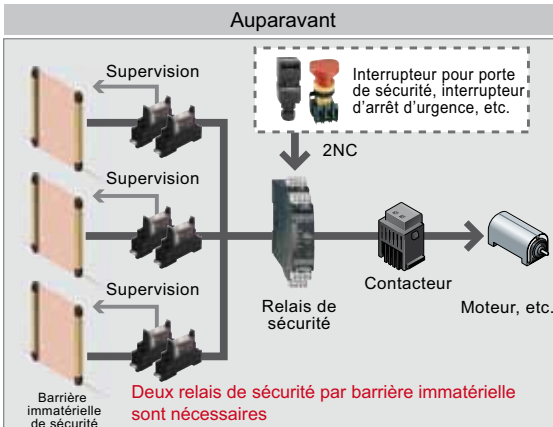 Auparavant
Supervision
Interrupteur pour porte
de sécurité, interrupteur
d'arrêt d'urgence, etc.
2NC
Supervision
Supervision
Contacteur
Relais de
sécurité
Moteur, etc.
Barrière
immatérielle
de sécurité
Deux relais de sécurité par barrière immatérielle
sont nécessaires